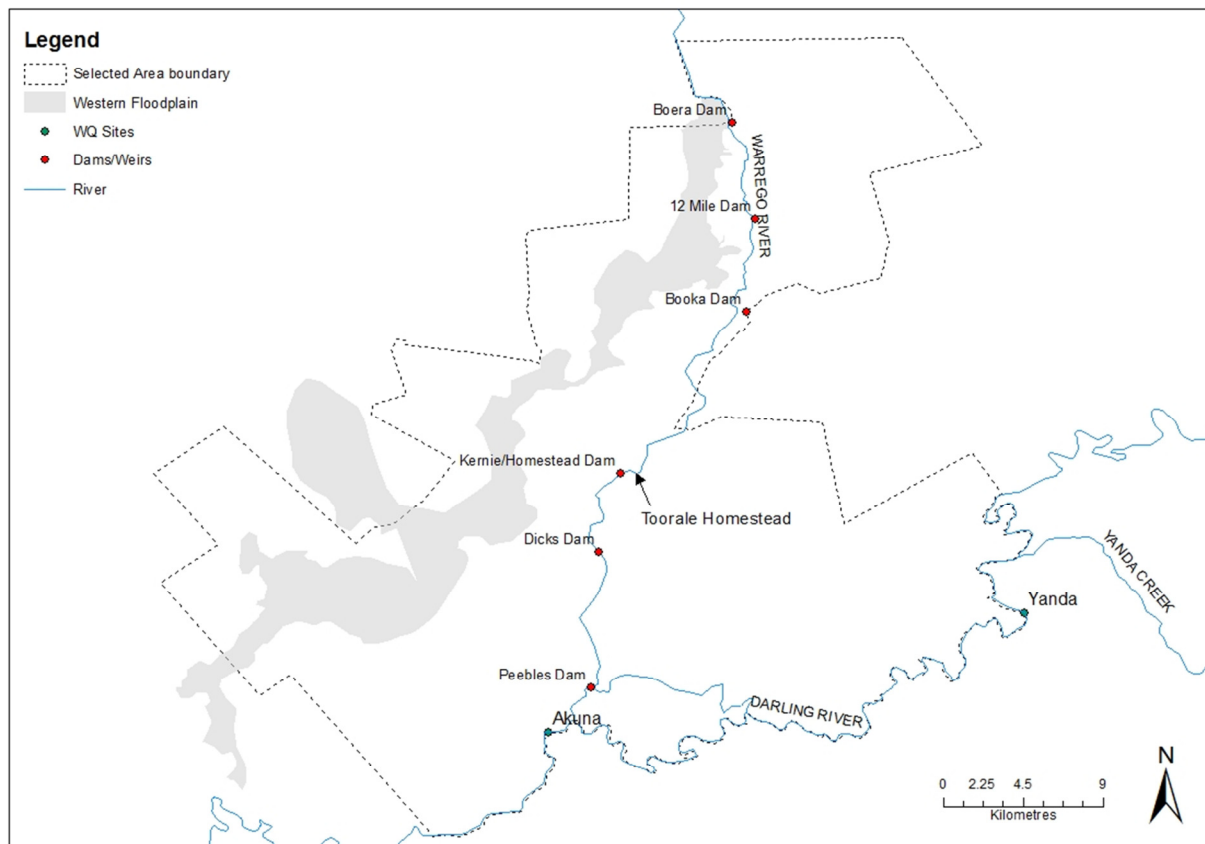 Legend
Selected Area boundary
Western Floodplain
WQ Sites
Dams/Weirs
River
Boera Dam
WARREGO RIVER
12 Mile Dam
Booka Dam
Kernie/Homestead Dam
Toorale Homestead
Dicks Dam
YANDA CREEK
Yanda
Peebles Dam
DARLING RIVER
Akuna
N
0 2.25 4.5 9
Kilometres